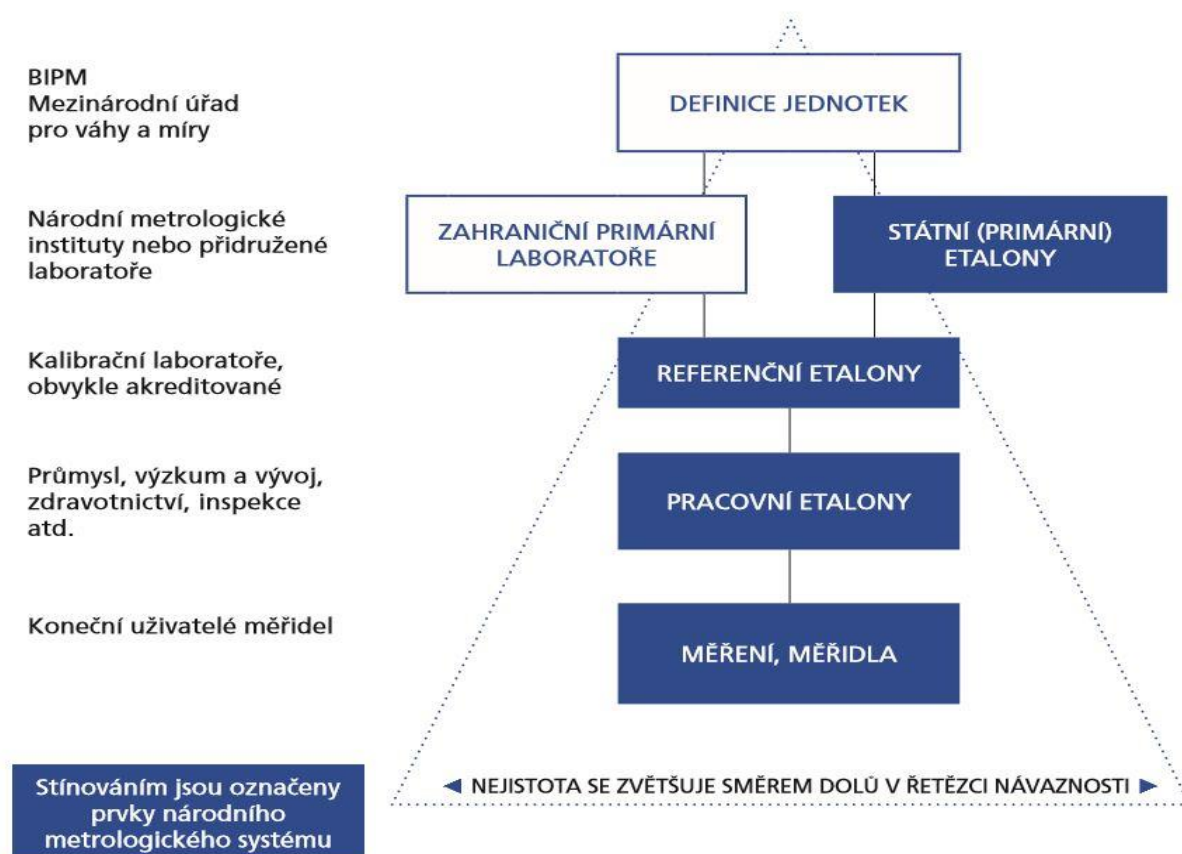 BIPM
Mezinárodní úřad
pro váhy a míry
DEFINICE JEDNOTEK
Národní metrologické
instituty nebo přidružené
laboratoře
ZAHRANIČNÍ PRIMÁRNÍ
LABORATOŘE
STÁTNÍ (PRIMÁRNÍ)
ETALONY
Kalibrační laboratoře,
obvykle akreditované
REFERENČNÍ ETALONY
Průmysl, výzkum a vývoj,
zdravotnictví, inspekce
atd.
PRACOVNÍ ETALONY
Koneční uživatelé měřidel
MĚŘENÍ, MĚŘIDLA
Stínováním jsou označeny
prvky národního
metrologického systému
◄ NEJISTOTA SE ZVĚTŠUJE SMĚREM DOLŮ V ŘETĚZCI NÁVAZNOSTI ►